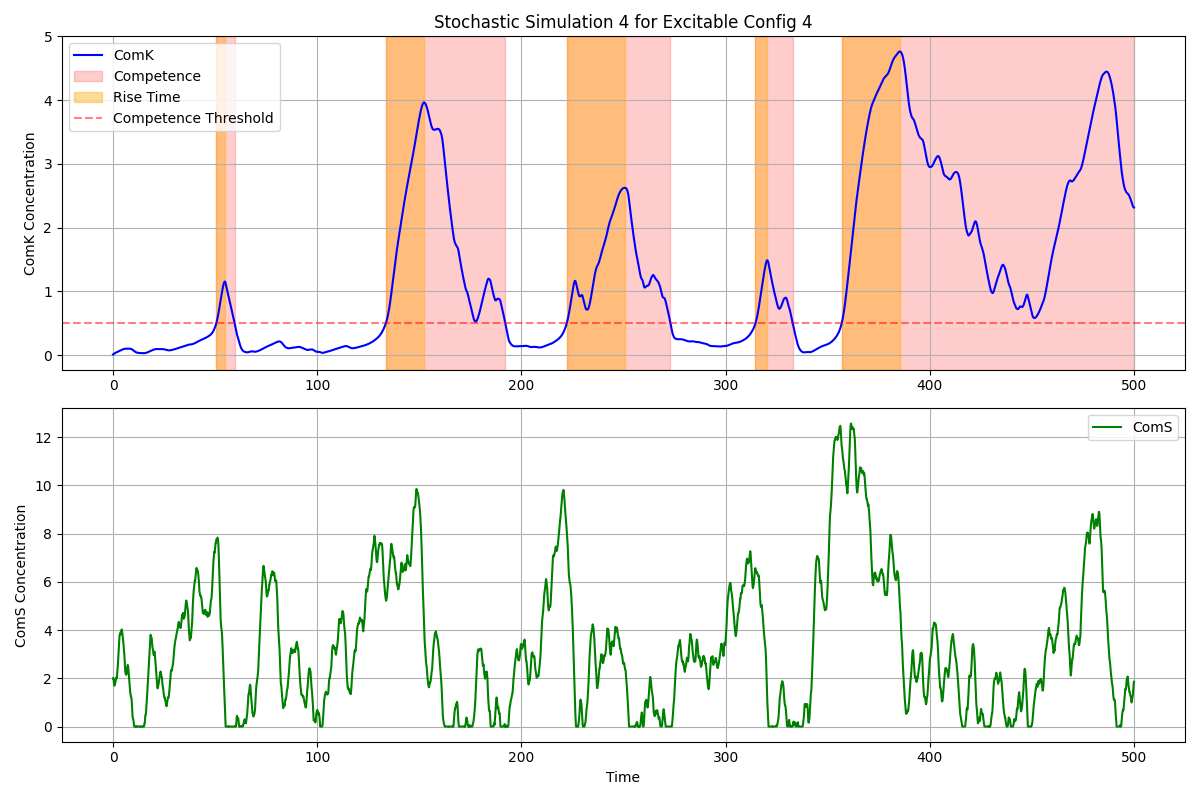 Stochastic Simulation 4 for Excitable Config 4
ComK
Competence
Rise Time
Competence Threshold
ComK Concentration
5
4
3
2
1
0
0 100 200 300 400 500
ComS
ComS Concentration
12
10
8
6
4
2
0
0 100 200 300 400 500
Time